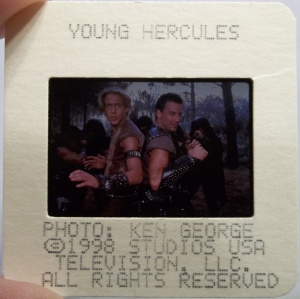 YOUNG HERCULES
PHOTO: KEN GEORGE
©1998 STUDIOS USA
TELEVISION, LLC.
ALL RIGHTS RESERVED